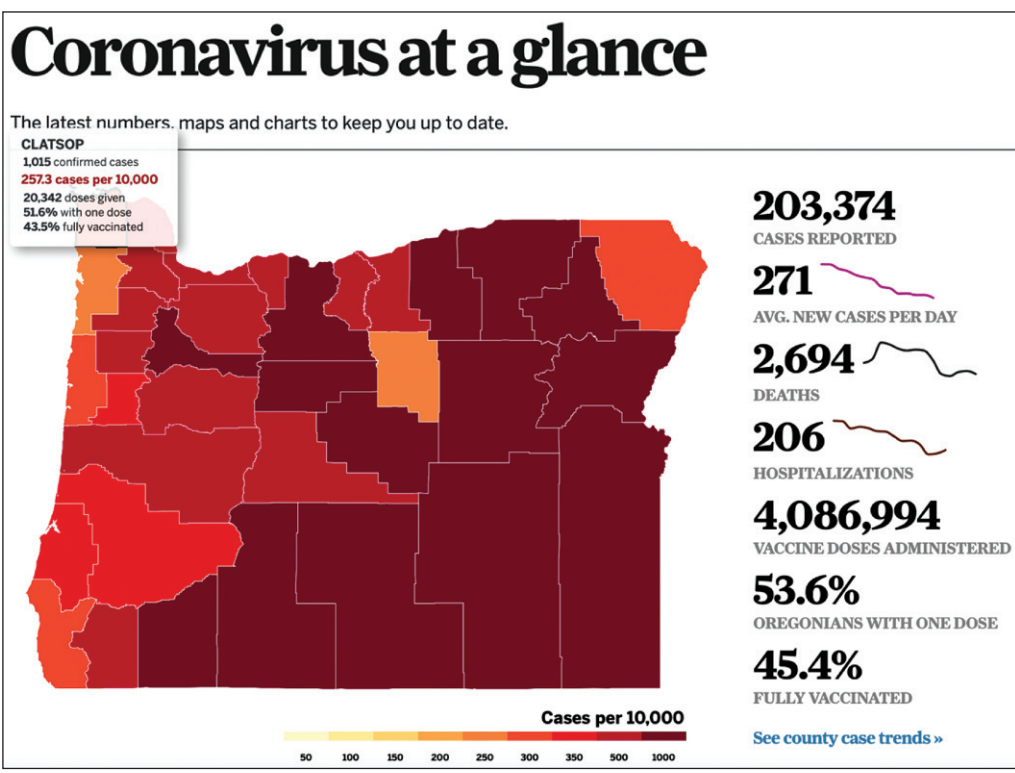 Coronavirus at a glance
The latest numbers, maps and charts to keep you up to date.
CLATSOP
1,015 confirmed cases
257.3 cases per 10,000
20,342 doses given
51.6% with one dose
43.5% fully vaccinated
203,374
CASES REPORTED
271
AVG. NEW CASES PER DAY
2,694
DEATHS
206
HOSPITALIZATIONS
4,086,994
VACCINE DOSES ADMINISTERED
53.6%
OREGONIANS WITH ONE DOSE
45.4%
FULLY VACCINATED
See county case trends »
Cases per 10,000
50 100 150 200 250 300 350 500 1000